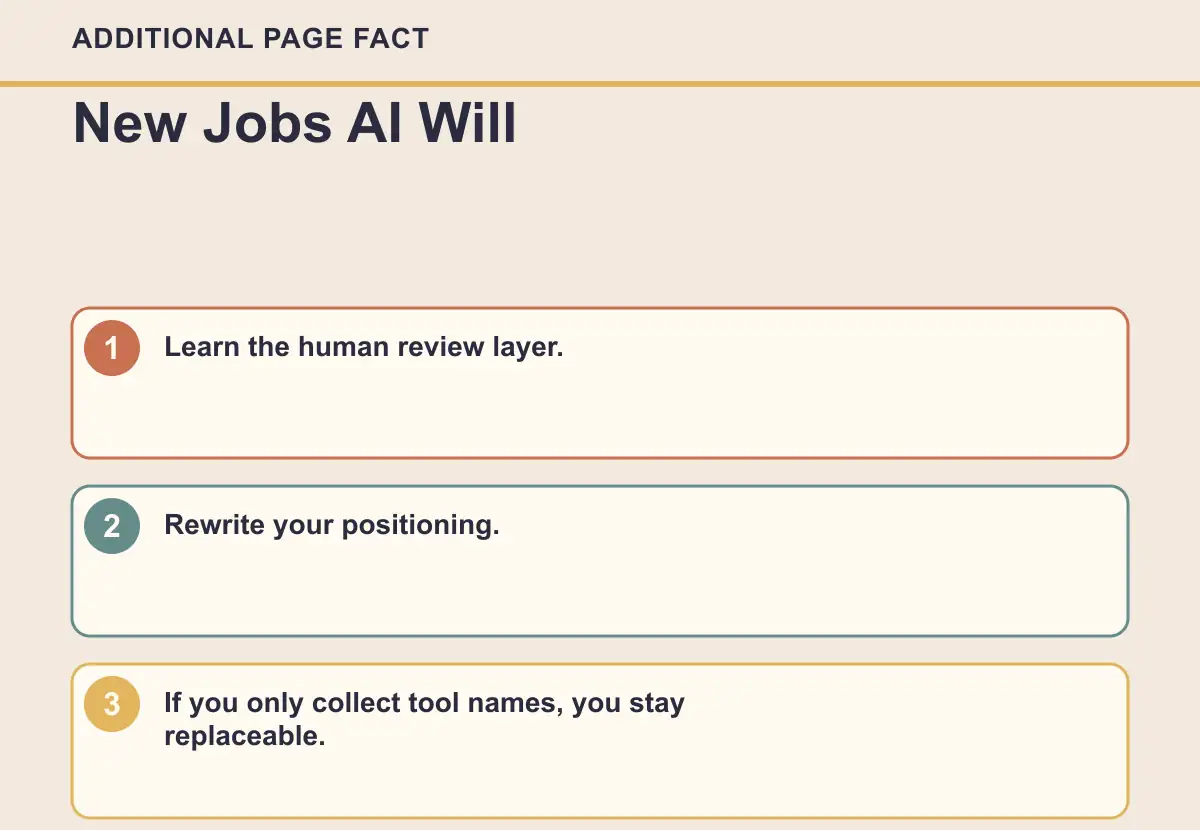 ADDITIONAL PAGE FACT
New Jobs AI Will
1
Learn the human review layer.
2
Rewrite your positioning.
3
If you only collect tool names, you stay
replaceable.